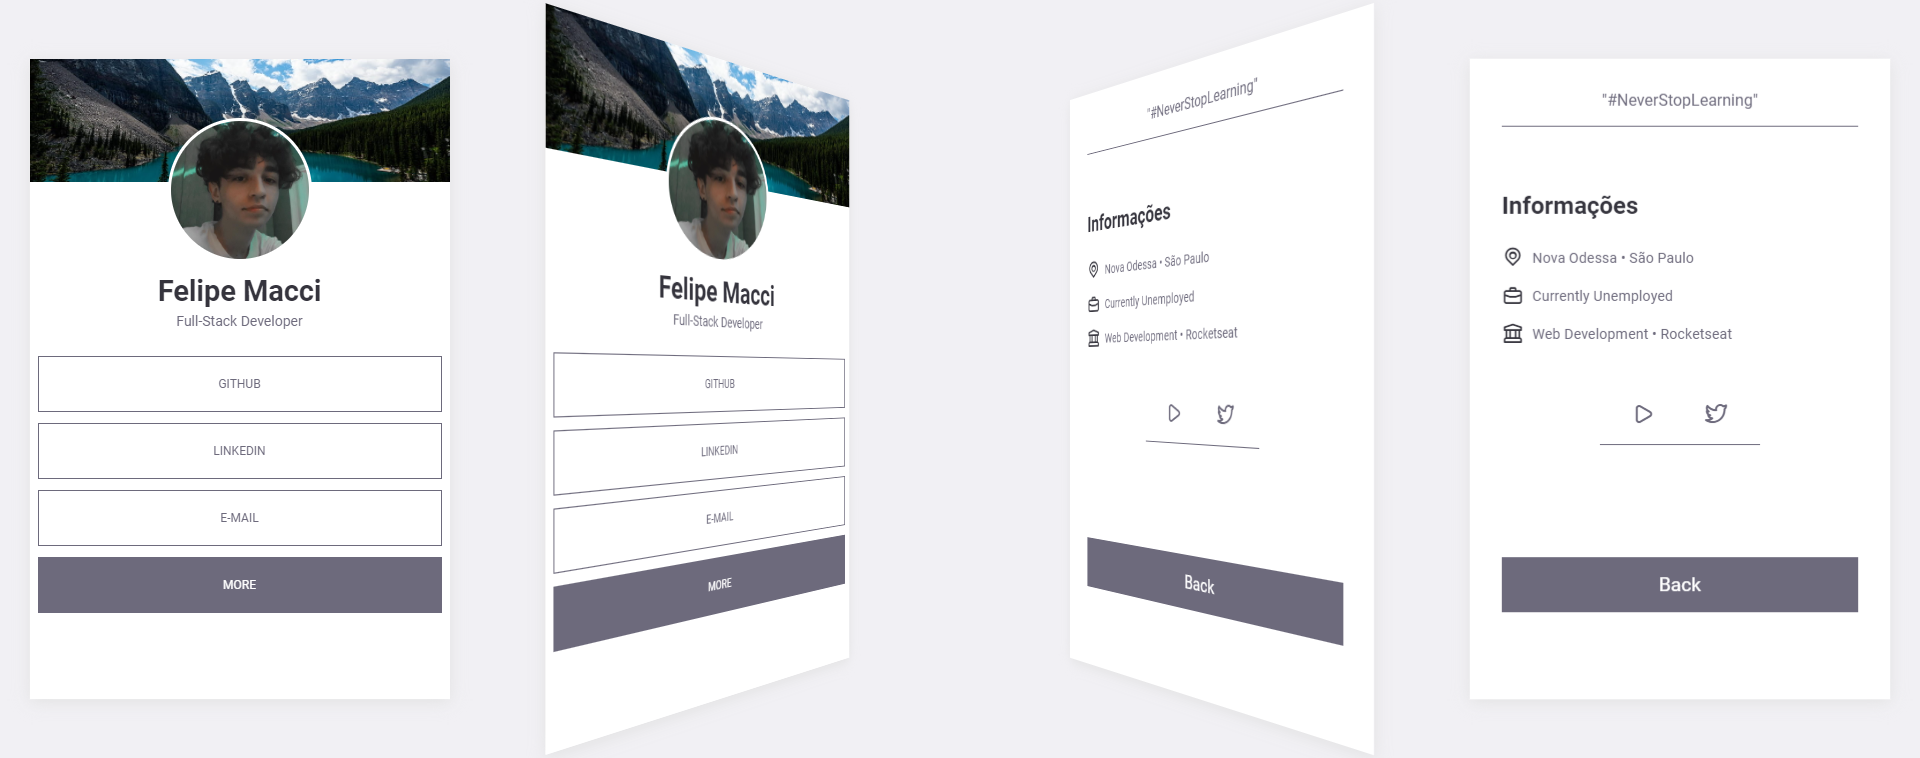 Felipe Macci
Full-Stack Developer
GITHUB
LINKEDIN
E-MAIL
MORE
Felipe Macci
Full-Stack Developer
GITHUB
LINKEDIN
E-MAIL
MORE
"#NeverStopLearning"
Informações
Nova Odessa • São Paulo
Currently Unemployed
Web Development • Rocketseat
Back
"#NeverStopLearning"
Informações
Nova Odessa • São Paulo
Currently Unemployed
Web Development • Rocketseat
Back